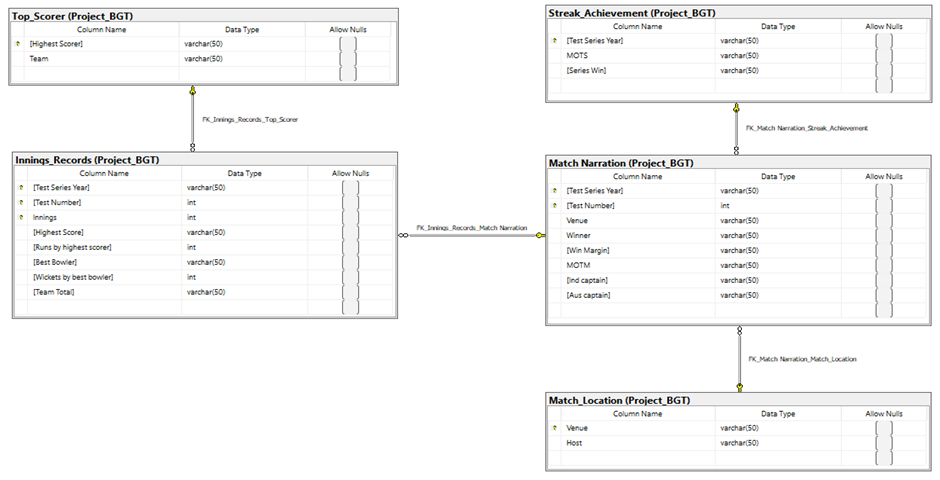 Top_Scorer (Project_BGT)
Column Name Data Type Allow Nulls
[Highest Scorer] varchar(50)
Team varchar(50)
FK_Innings_Records_Top_Scorer
Innings_Records (Project_BGT)
Column Name Data Type Allow Nulls
[Test Series Year] varchar(50)
[Test Number] int
Innings int
[Highest Score] varchar(50)
[Runs by highest scorer] int
[Best Bowler] varchar(50)
[Wickets by best bowler] int
[Team Total] varchar(50)
FK_Innings_Records_Match Narration
Streak_Achievement (Project_BGT)
Column Name Data Type Allow Nulls
[Test Series Year] varchar(50)
MOTS varchar(50)
[Series Win] varchar(50)
FK_Match Narration_Streak_Achievement
Match Narration (Project_BGT)
Column Name Data Type Allow Nulls
[Test Series Year] varchar(50)
[Test Number] int
Venue varchar(50)
Winner varchar(50)
[Win Margin] varchar(50)
MOTM varchar(50)
[Ind captain] varchar(50)
[Aus captain] varchar(50)
FK_Match Narration_Match_Location
Match_Location (Project_BGT)
Column Name Data Type Allow Nulls
Venue varchar(50)
Host varchar(50)